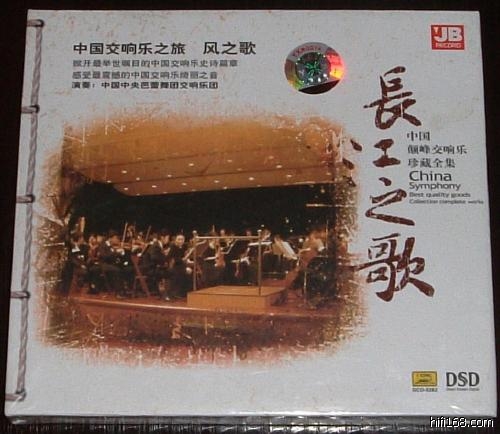 中国交响乐之旅 风之歌
掀开最举世瞩目的中国交响乐史诗篇章
感受最震撼的中国交响乐绮丽之音
演奏：中国中央芭蕾舞团交响乐团
JB
RECORD
長江之歌
中国
巅峰交响乐
珍藏全集
China
Symphony
Best quality goods
Collection complete works
DSD
hifi168.com